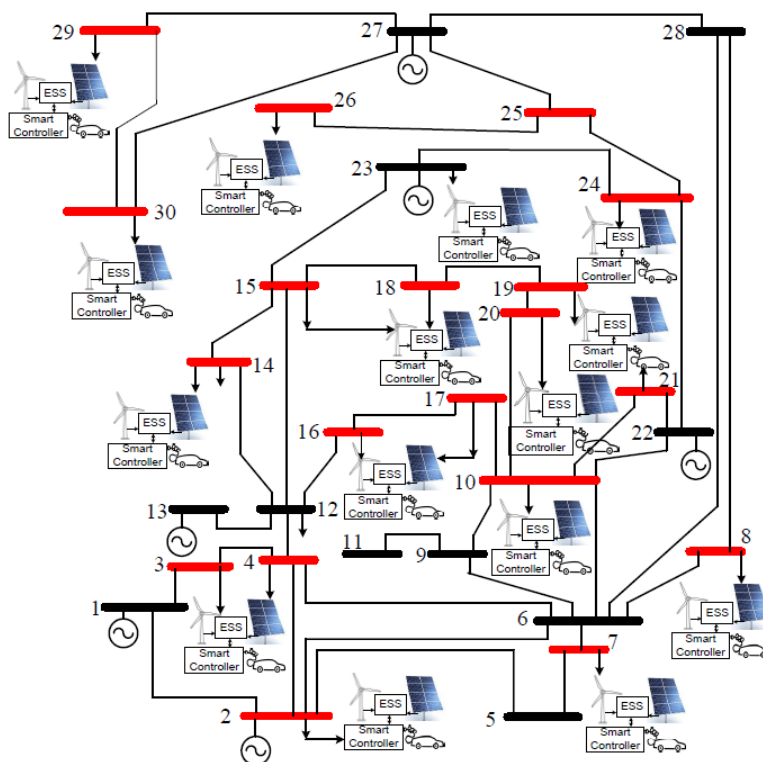 29
27
28
ESS
Smart
Controller
26
25
ESS
Smart
Controller
23
24
30
ESS
Smart
Controller
ESS
Smart
Controller
ESS
Smart
Controller
15
18
19
20
ESS
Smart
Controller
ESS
Smart
Controller
14
21
17
ESS
Smart
Controller
ESS
Smart
Controller
16
22
10
ESS
Smart
Controller
13
12
ESS
Smart
Controller
11
9
3
4
8
1
6
7
ESS
Smart
Controller
ESS
Smart
Controller
2
5
ESS
Smart
Controller
ESS
Smart
Controller